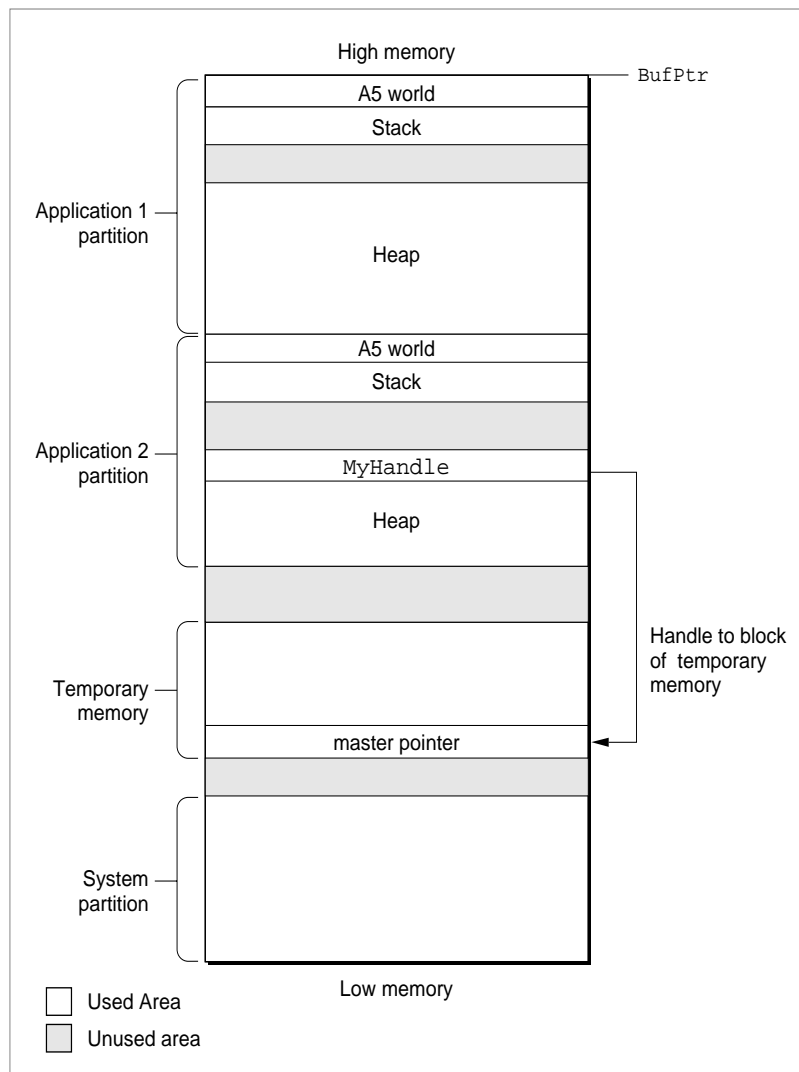 High memory
BufPtr
A5 world
Stack
Application 1
partition
Heap
A5 world
Stack
Application 2
partition
MyHandle
Heap
Handle to block
of temporary
memory
Temporary
memory
master pointer
System
partition
Low memory
Used Area
Unused area